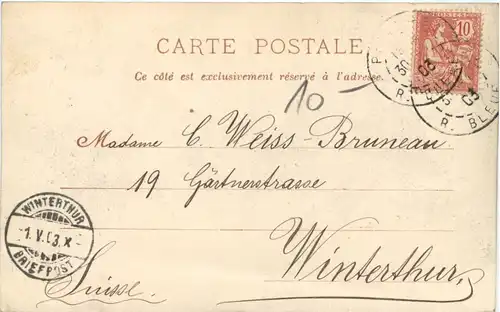 CARTE POSTALE
Ce côté est exclusivement réservé à l'adresse.
10
10
Madame C. Weiss-Bruneau
19 Gärtnerstrasse
Winterthur,
Suisse.
WINTERTHUR
1.V.03.X
BRIEFPOST
R. BLEUE